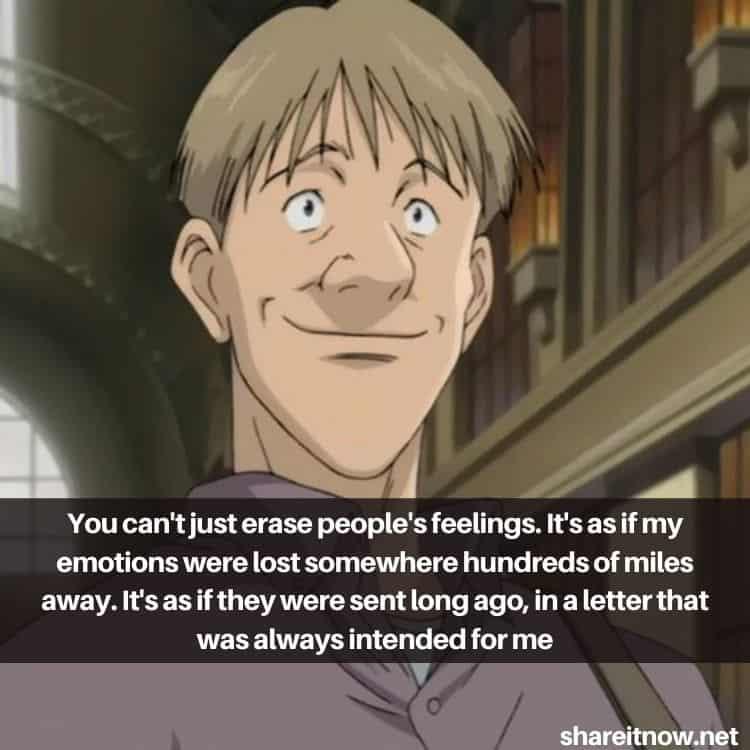 You can't just erase people's feelings. It's as if my
emotions were lost somewhere hundreds of miles
away. It's as if they were sent long ago, in a letter that
was always intended for me
shareitnow.net